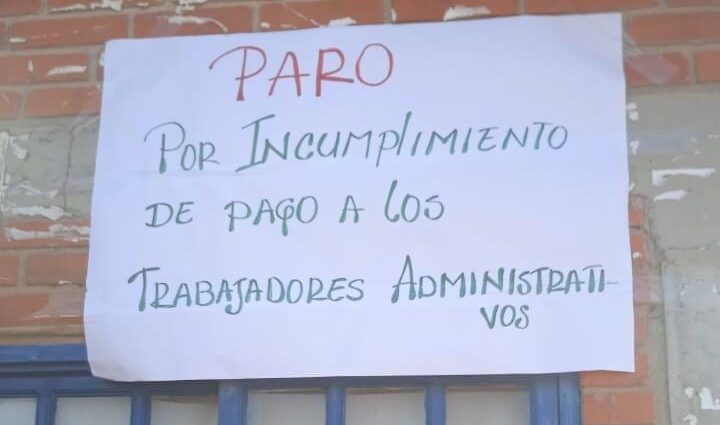 PARO
POR INCUMPLIMIENTO
DE PAGO A LOS
TRABAJADORES ADMINISTRATI-
VOS